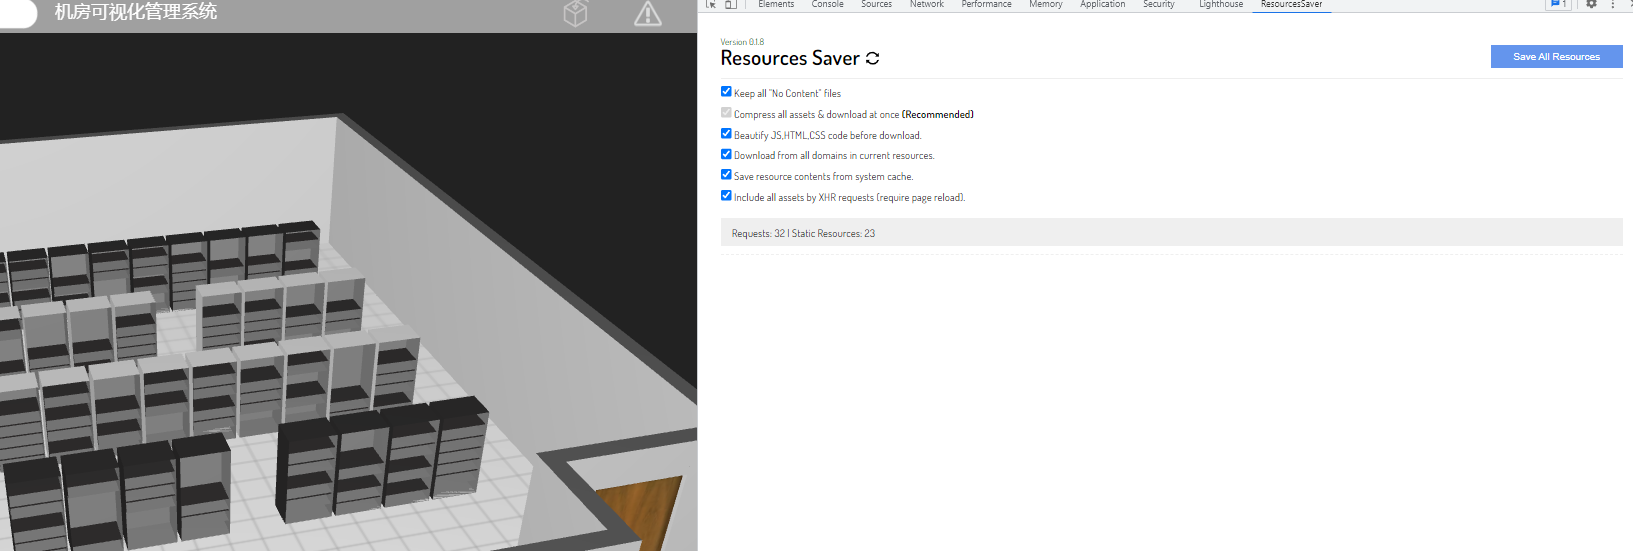 机房可视化管理系统
Elements Console Sources Network Performance Memory Application Security Lighthouse ResourcesSaver 1
Version 0.1.8
Resources Saver
Save All Resources
Keep all "No Content" files
Compress all assets & download at once (Recommended)
Beautify JS,HTML,CSS code before download.
Download from all domains in current resources.
Save resource contents from system cache.
Include all assets by XHR requests (require page reload).
Requests: 32 | Static Resources: 23